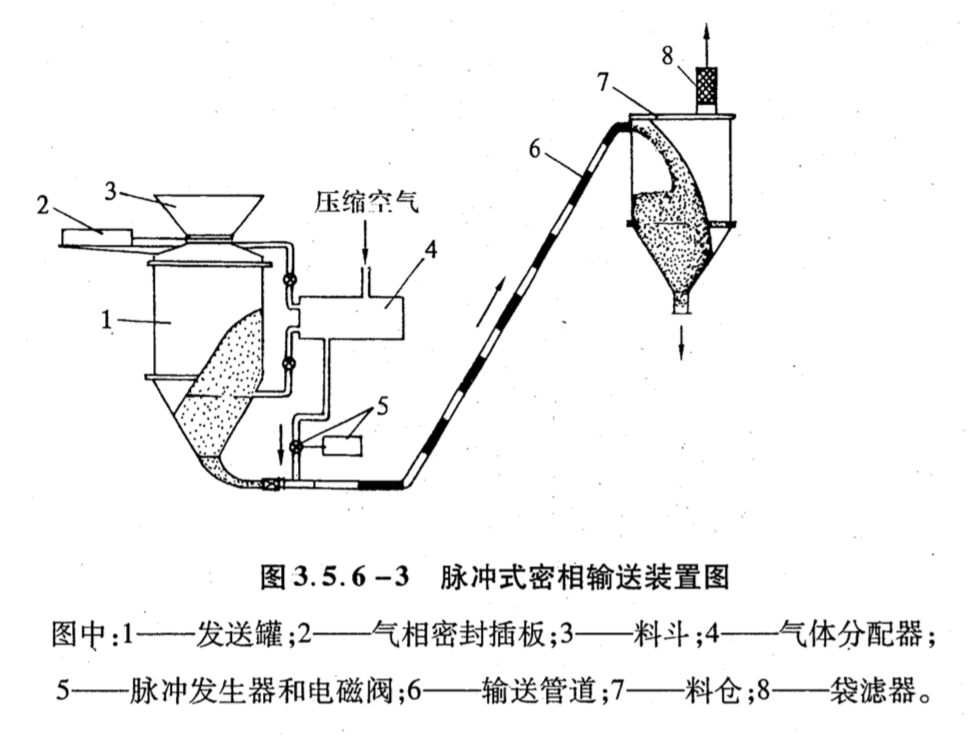 8
7
6
3
2
压缩空气
4
1
5
图3.5.6-3 脉冲式密相输送装置图
图中:1——发送罐;2——气相密封插板;3——料斗;4——气体分配器;
5——脉冲发生器和电磁阀;6——输送管道;7——料仓;8——袋滤器。